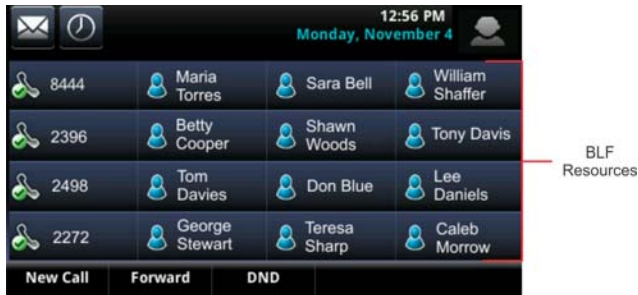 12:56 PM
Monday, November 4
8444
Maria
Torres
Sara Bell
William
Shaffer
2396
Betty
Cooper
Shawn
Woods
Tony Davis
2498
Tom
Davies
Don Blue
Lee
Daniels
2272
George
Stewart
Teresa
Sharp
Caleb
Morrow
BLF
Resources
New Call
Forward
DND